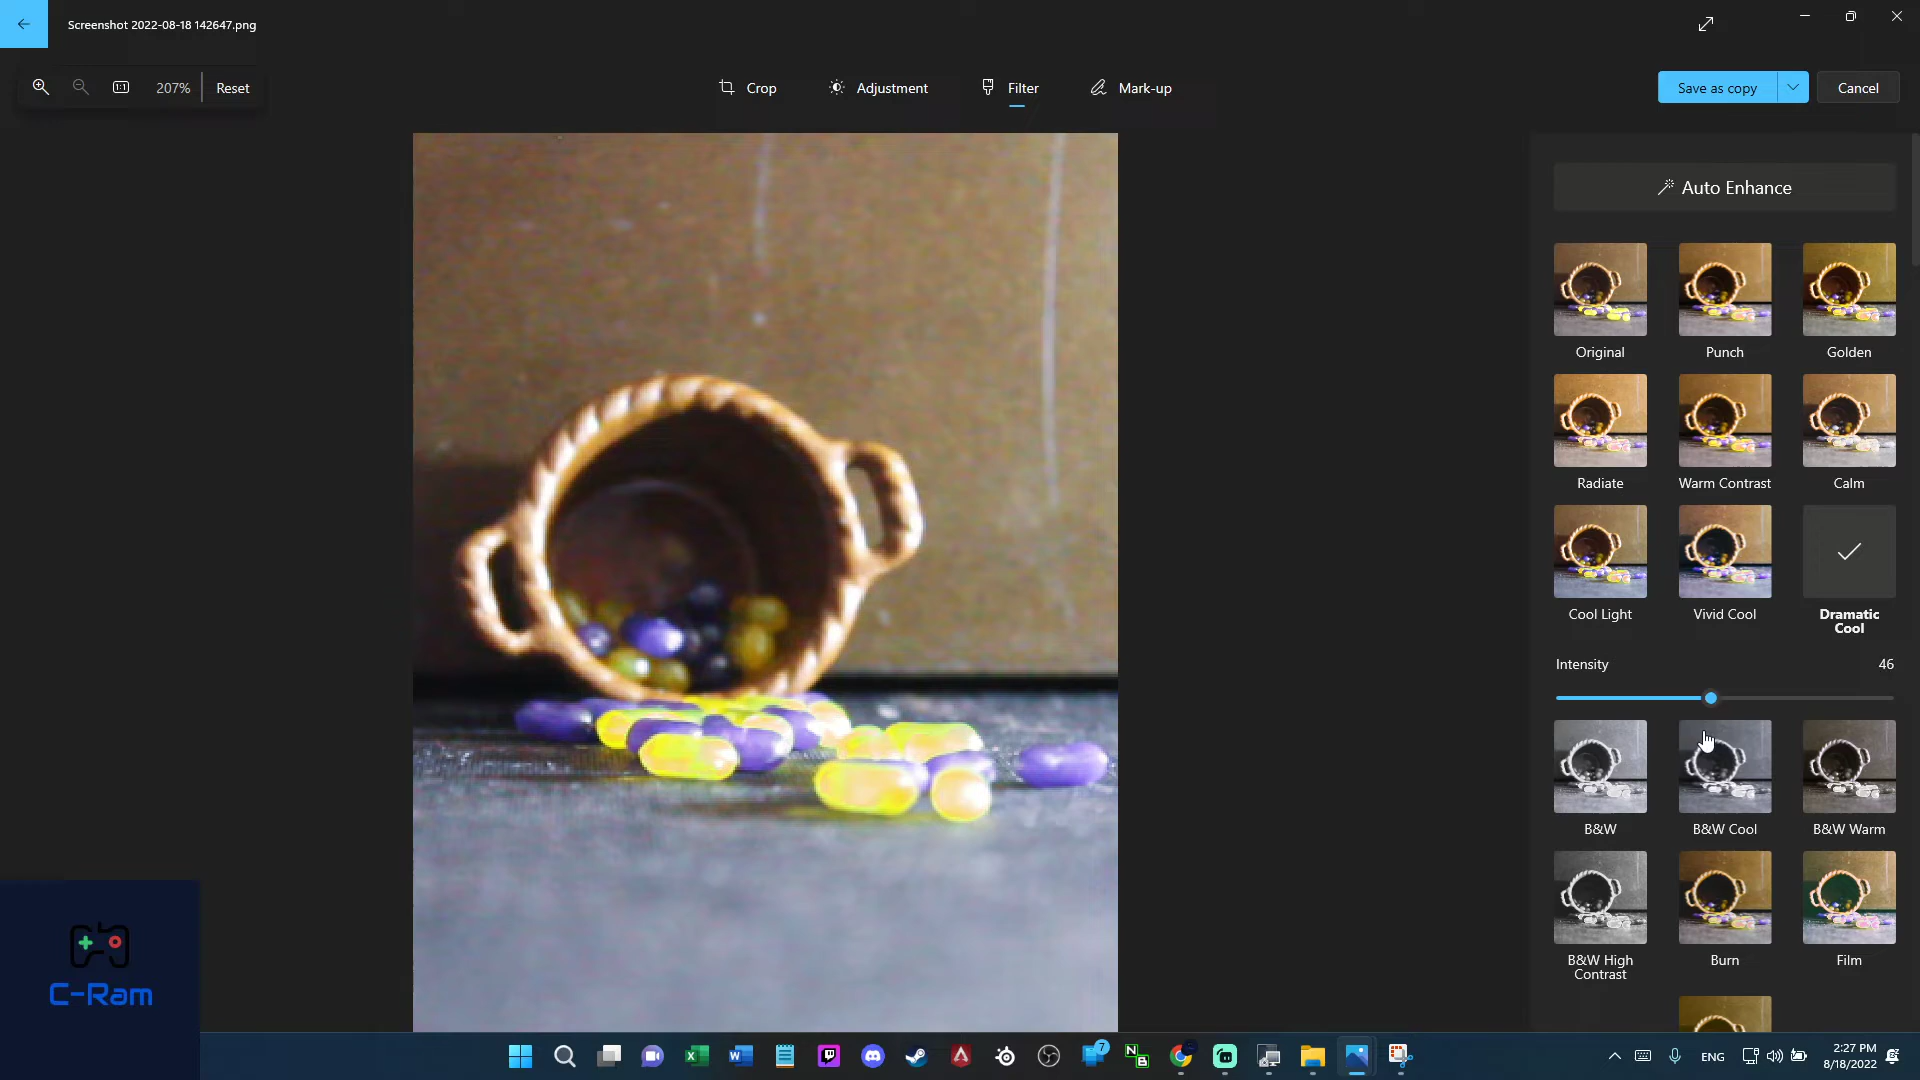 Screenshot 2022-08-18 142647.png
207%
Reset
Crop
Adjustment
Filter
Mark-up
Save as copy
Cancel
Auto Enhance
Original
Punch
Golden
Radiate
Warm Contrast
Calm
Cool Light
Vivid Cool
Dramatic
Cool
Intensity
46
B&W
B&W Cool
B&W Warm
B&W High
Contrast
Burn
Film
C-Ram
7
ENG
2:27 PM
8/18/2022